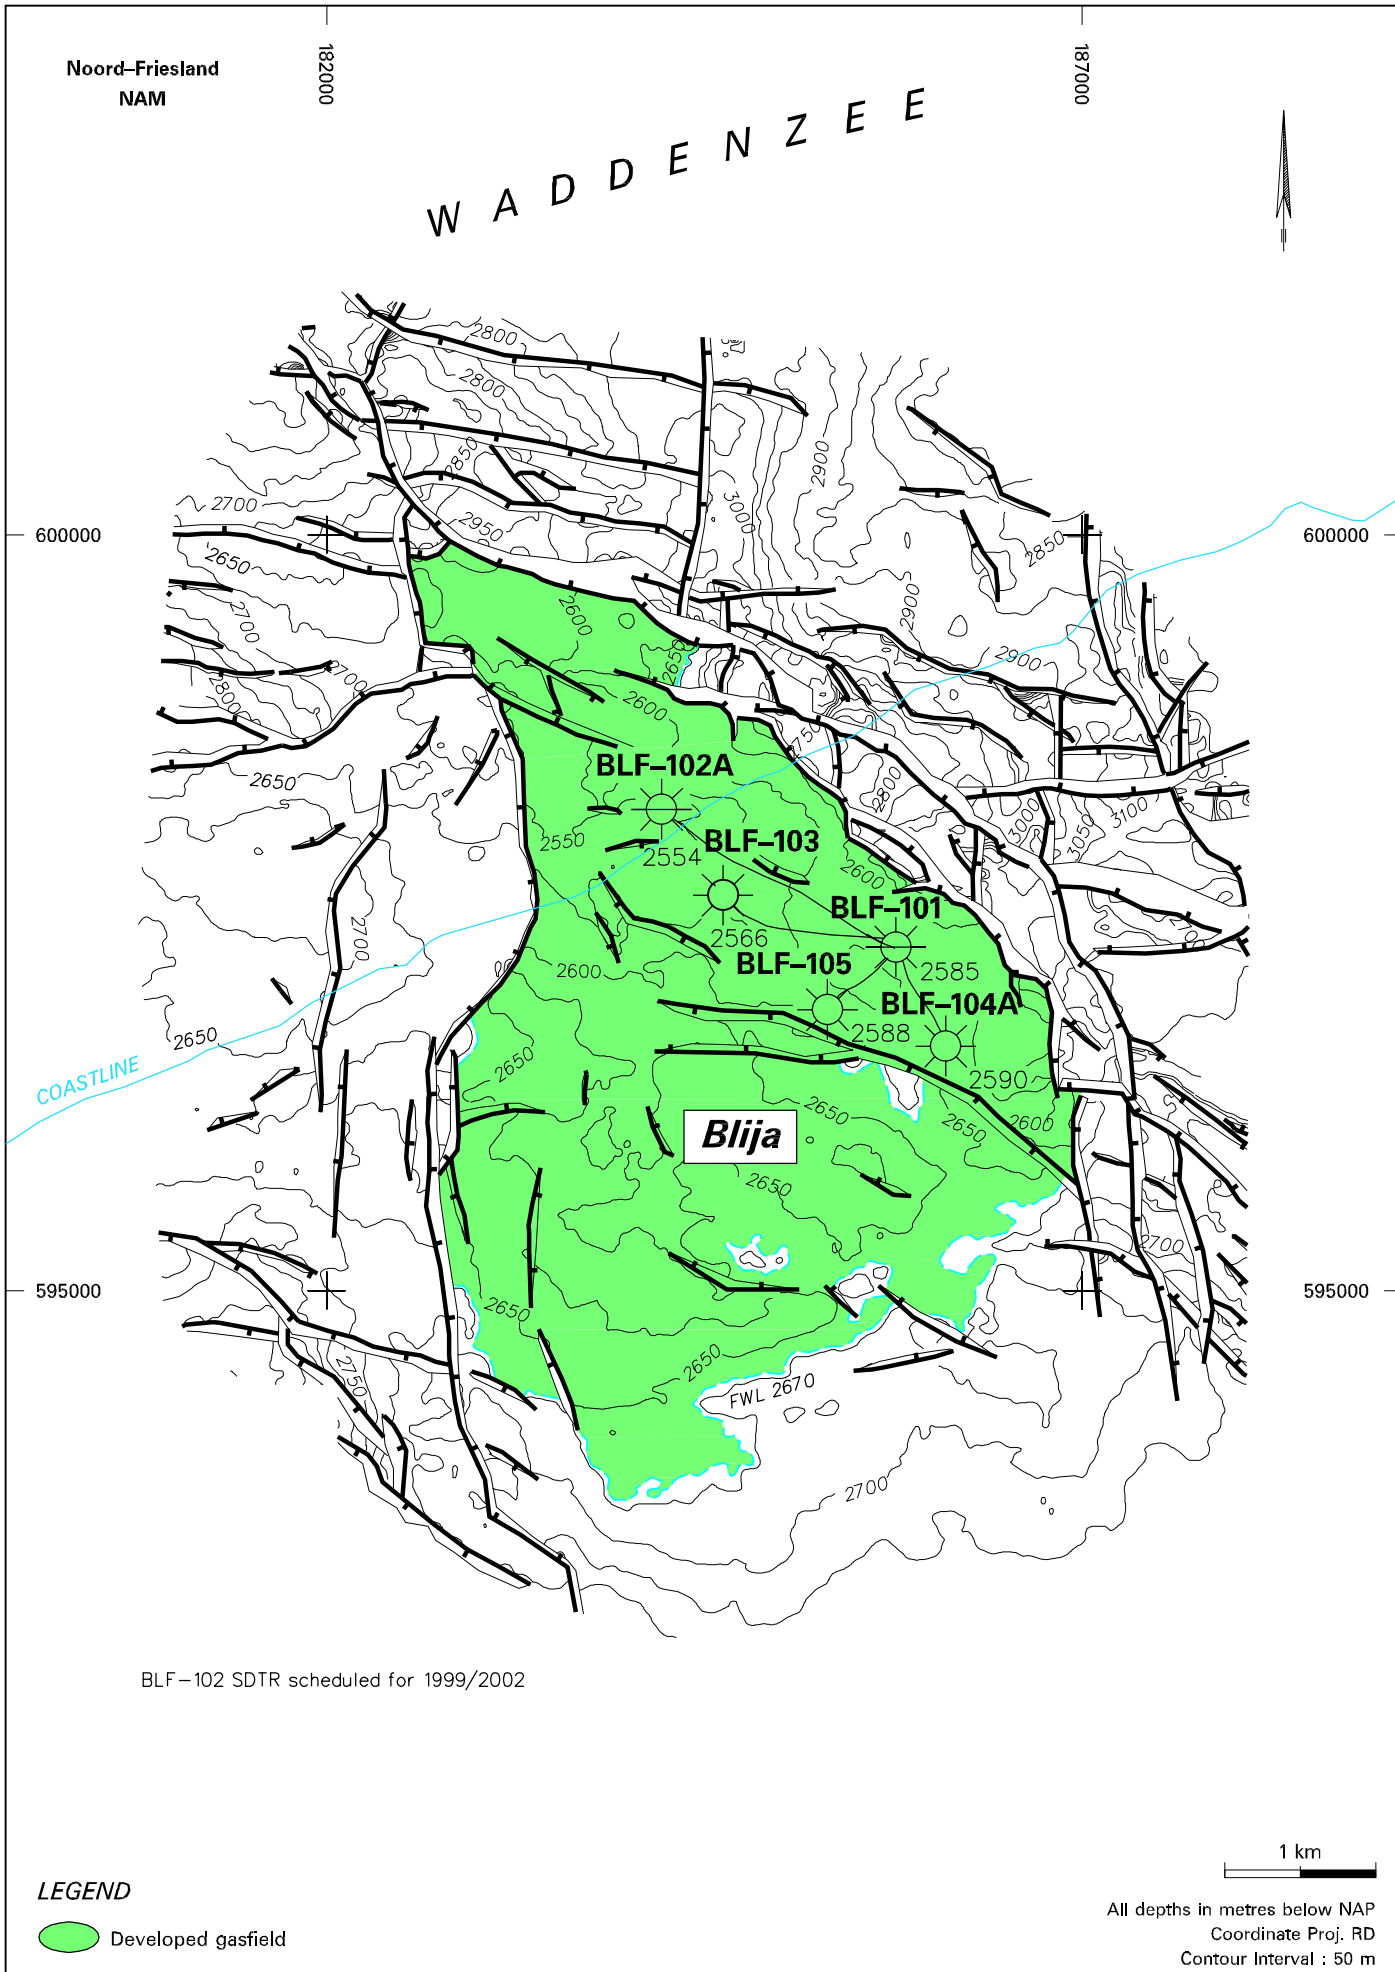 Noord–Friesland
NAM
182000
187000
WADDENZEE
2800
2800
2850
2900
3000
2700
2950
2850
600000
600000
2650
2600
2900
2700
2650
2900
2700
2800
2600
2750
2650
BLF–102A
2800
3000
3050
3100
2550
2554
BLF–103
2600
2700
BLF–101
2566
2585
2600
BLF–105
BLF–104A
2650
2588
COASTLINE
2650
2590
2650
2600
2650
Blija
2650
2700
595000
595000
2650
2750
2650
FWL 2670
2700
BLF–102 SDTR scheduled for 1999/2002
1 km
LEGEND
Developed gasfield
All depths in metres below NAP
Coordinate Proj. RD
Contour Interval : 50 m